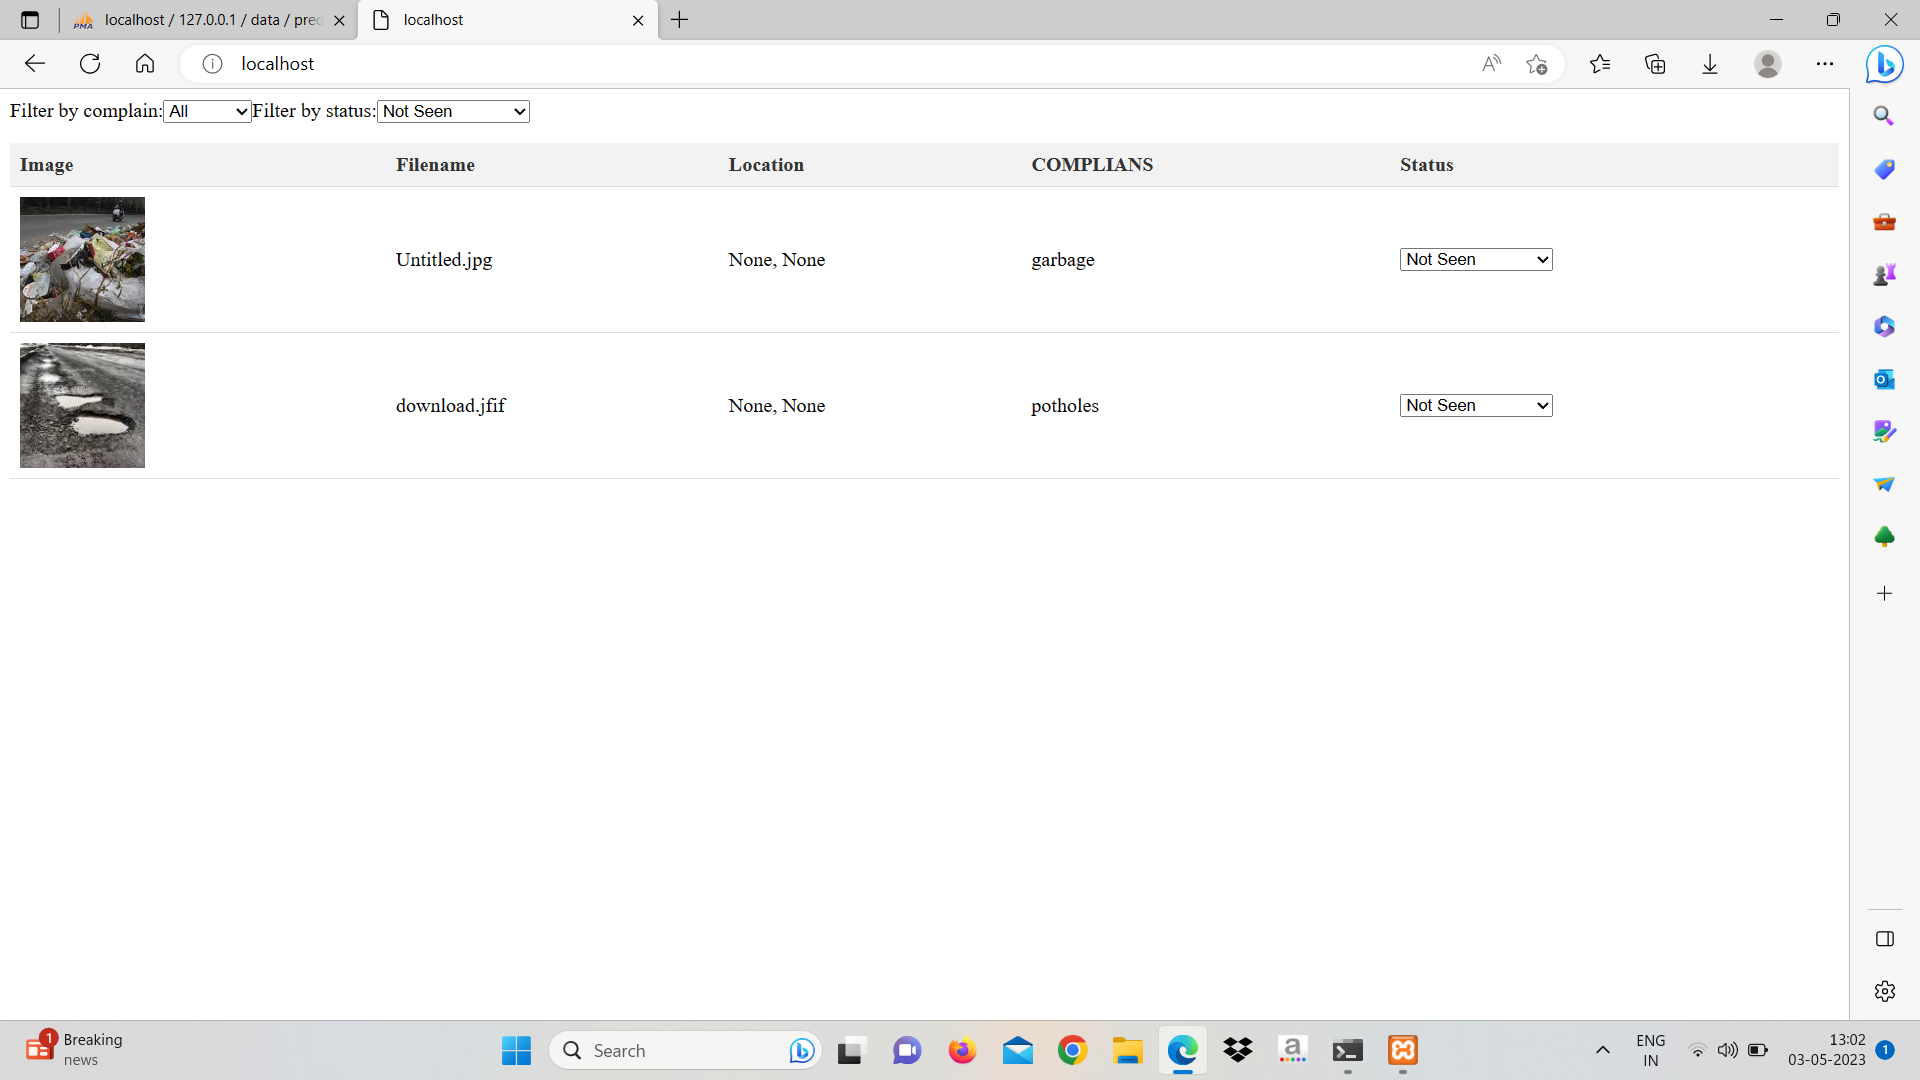 localhost / 127.0.0.1 / data / prec
localhost
localhost
Filter by complain: All Filter by status: Not Seen
Image Filename Location COMPLIANS Status
Untitled.jpg None, None garbage Not Seen
download.jfif None, None potholes Not Seen
1 Breaking
news
Search
ENG
IN
13:02
03-05-2023
1